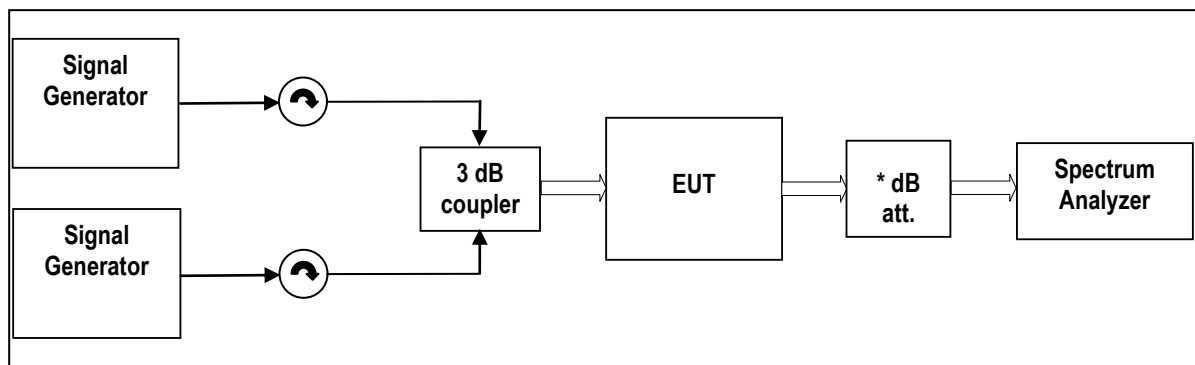 Signal
Generator
3 dB
coupler
EUT
* dB
att.
Spectrum
Analyzer
Signal
Generator